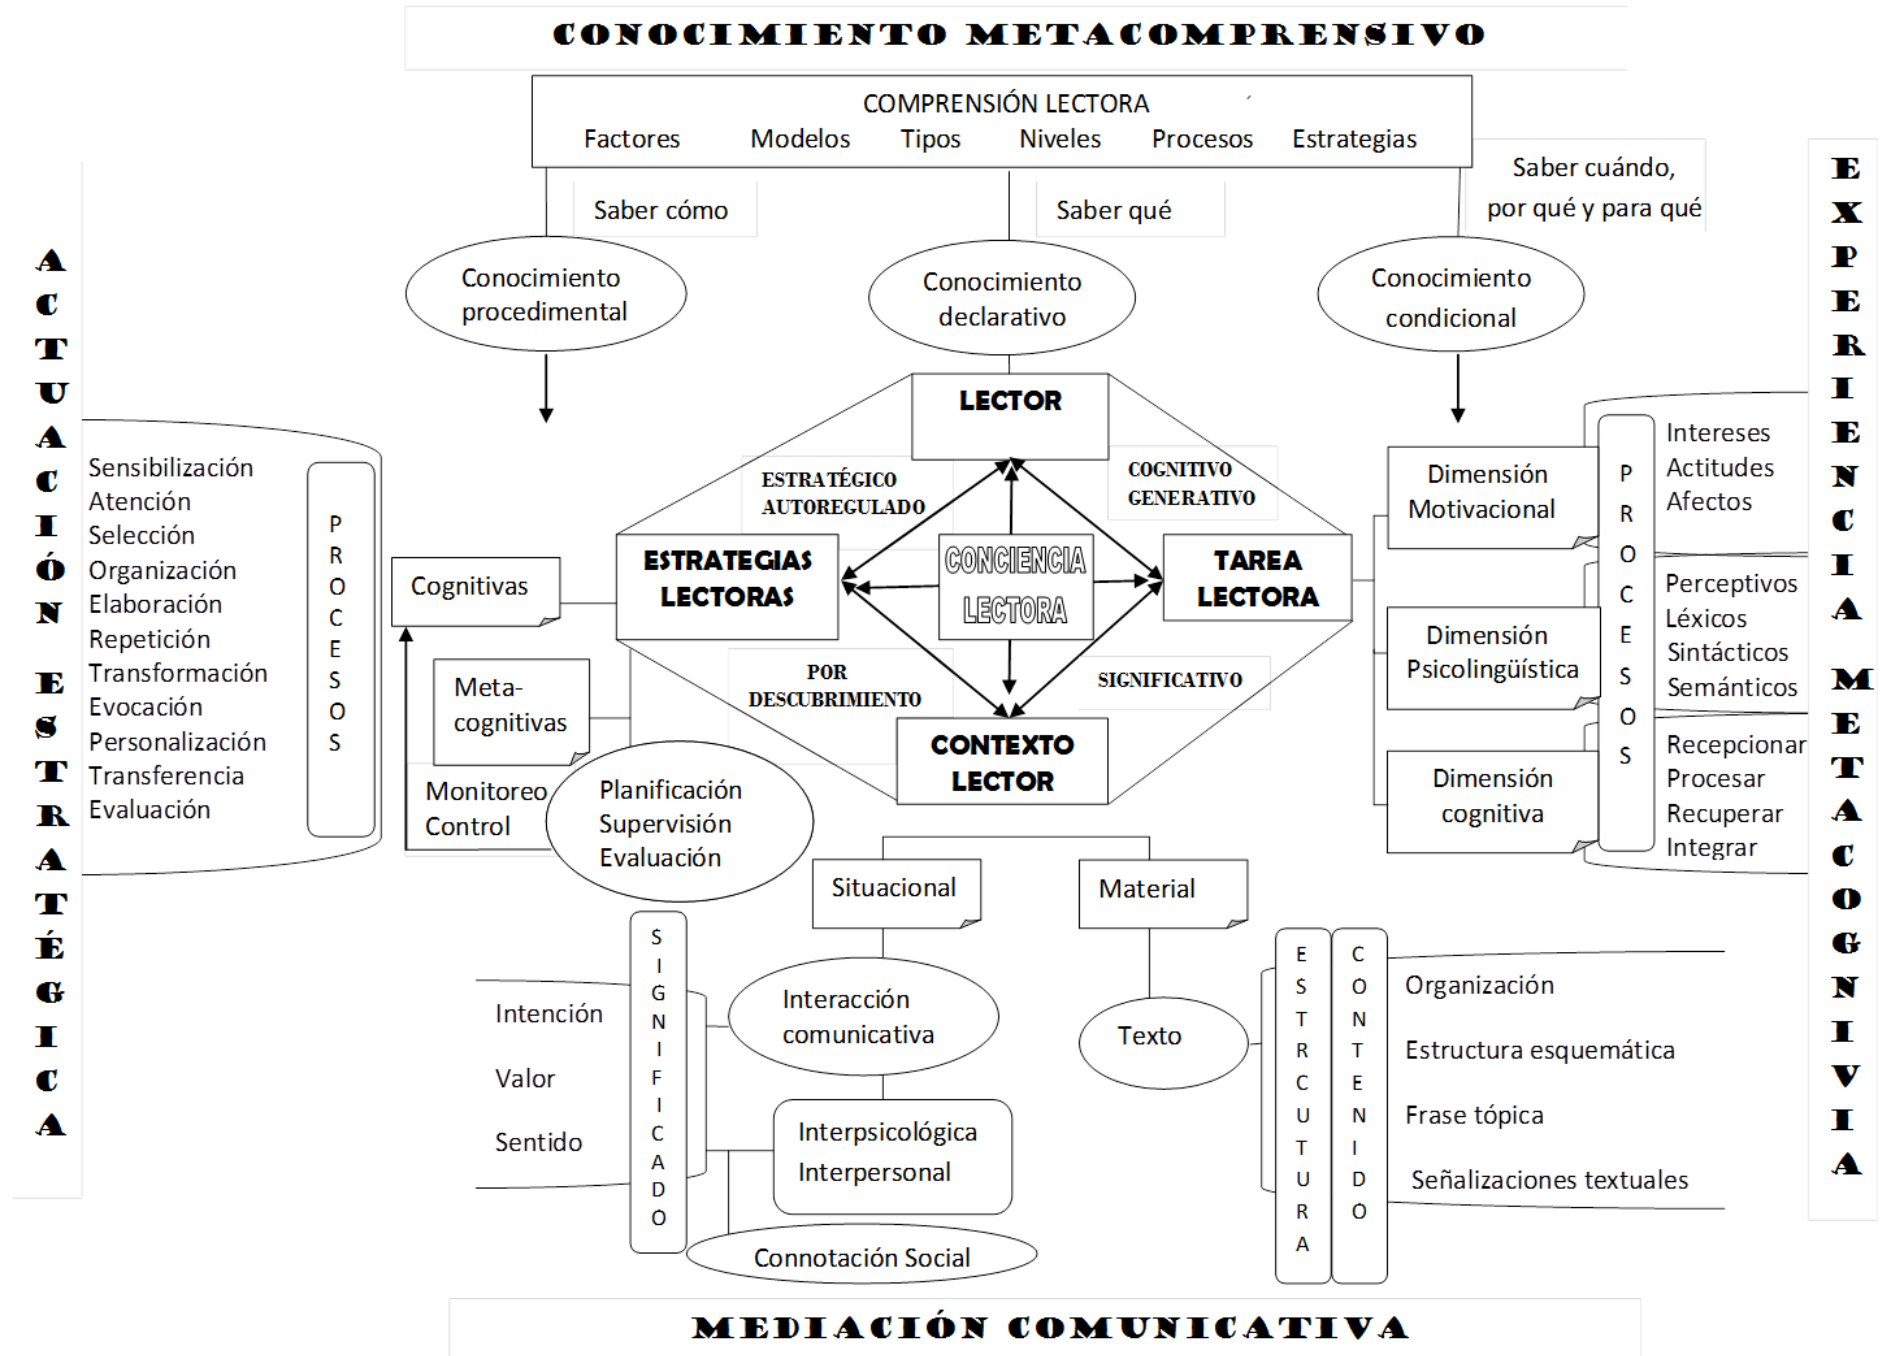 CONOCIMIENTO METACOMPRENSIVO
COMPRENSIÓN LECTORA
Factores Modelos Tipos Niveles Procesos Estrategias
Saber cómo
Saber qué
Saber cuándo,
por qué y para qué
Conocimiento
procedimental
Conocimiento
declarativo
Conocimiento
condicional
ACTUACIÓN ESTRATÉGICA
Sensibilización
Atención
Selección
Organización
Elaboración
Repetición
Transformación
Evocación
Personalización
Transferencia
Evaluación
PROCESOS
Cognitivas
Meta-
cognitivas
Monitoreo
Control
Planificación
Supervisión
Evaluación
LECTOR
ESTRATÉGICO
AUTOREGULADO
COGNITIVO
GENERATIVO
ESTRATEGIAS
LECTORAS
CONCIENCIA
LECTORA
TAREA
LECTORA
POR
DESCUBRIMIENTO
SIGNIFICATIVO
CONTEXTO
LECTOR
Dimensión
Motivacional
Dimensión
Psicolingüística
Dimensión
cognitiva
PROCESOS
Intereses
Actitudes
Afectos
Perceptivos
Léxicos
Sintácticos
Semánticos
Recepcionar
Procesar
Recuperar
Integrar
EXPERIENCIA METACOGNIVIA
Situacional
Material
Interacción
comunicativa
Texto
Interpsicológica
Interpersonal
Connotación Social
SIGNIFICADO
Intención
Valor
Sentido
ESTRCUTURA
CONTENIDO
Organización
Estructura esquemática
Frase tópica
Señalizaciones textuales
MEDIACIÓN COMUNICATIVA